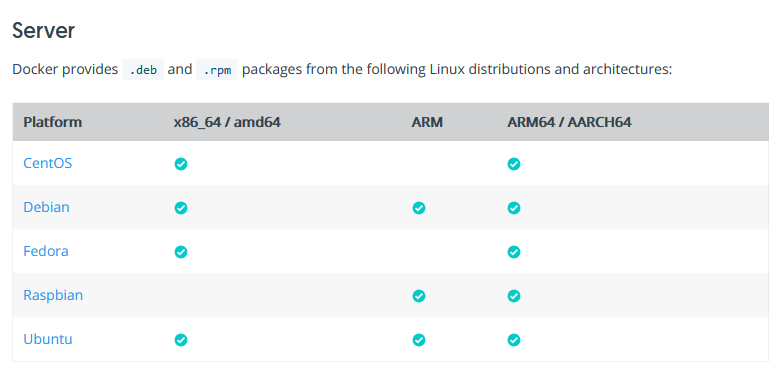 Server
Docker provides .deb and .rpm packages from the following Linux distributions and architectures:
Platform x86_64 / amd64 ARM ARM64 / AARCH64
CentOS
Debian
Fedora
Raspbian
Ubuntu